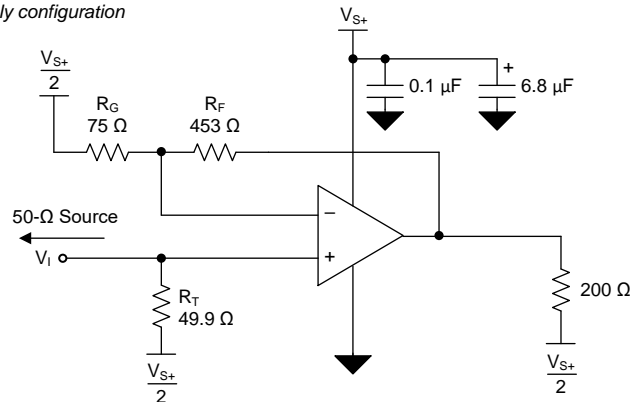 ly configuration
VS+
VS+
2
RG
75 Ω
RF
453 Ω
0.1 µF
+
6.8 µF
50-Ω Source
VI
−
+
RT
49.9 Ω
VS+
2
200 Ω
VS+
2